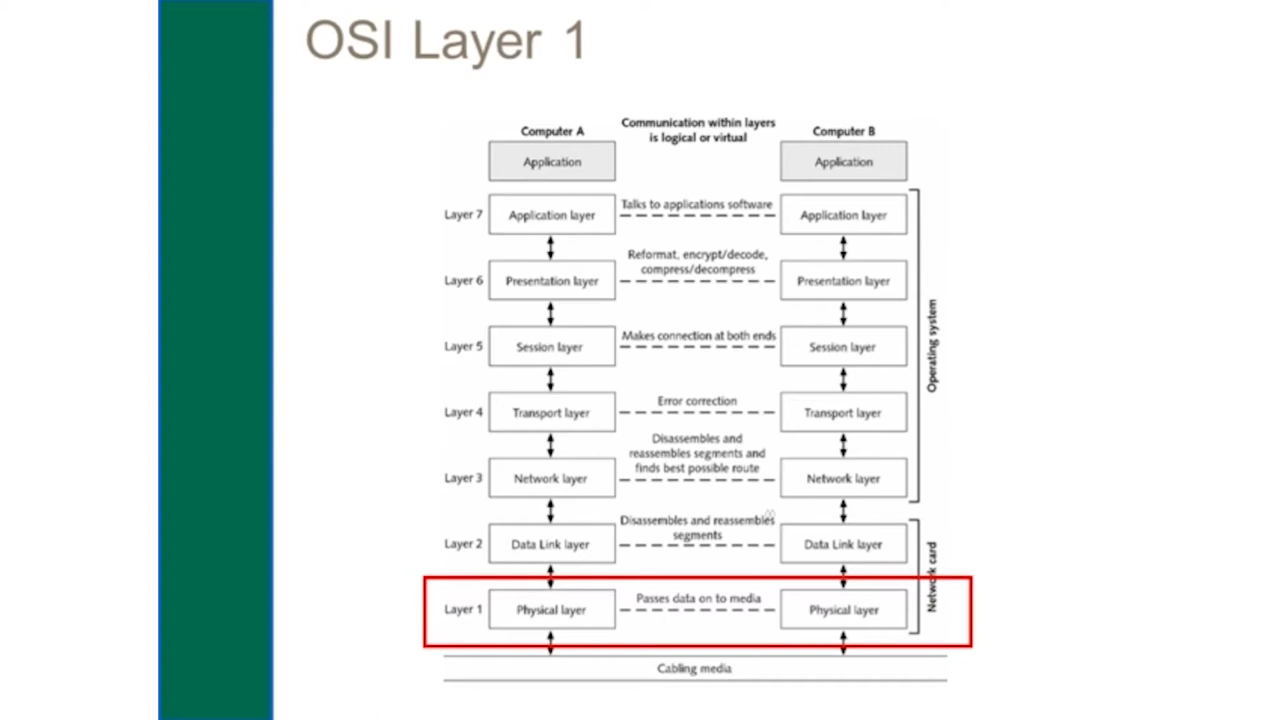 OSI Layer 1
Computer A
Communication within layers
is logical or virtual
Computer B
Application
Application
Layer 7
Application layer
Talks to applications software
Application layer
Layer 6
Presentation layer
Reformat, encrypt/decode,
compress/decompress
Presentation layer
Layer 5
Session layer
Makes connection at both ends
Session layer
Layer 4
Transport layer
Error correction
Transport layer
Layer 3
Network layer
Disassembles and
reassembles segments and
finds best possible route
Network layer
Operating system
Layer 2
Data Link layer
Disassembles and reassembles
segments
Data Link layer
Layer 1
Physical layer
Passes data on to media
Physical layer
Network card
Cabling media